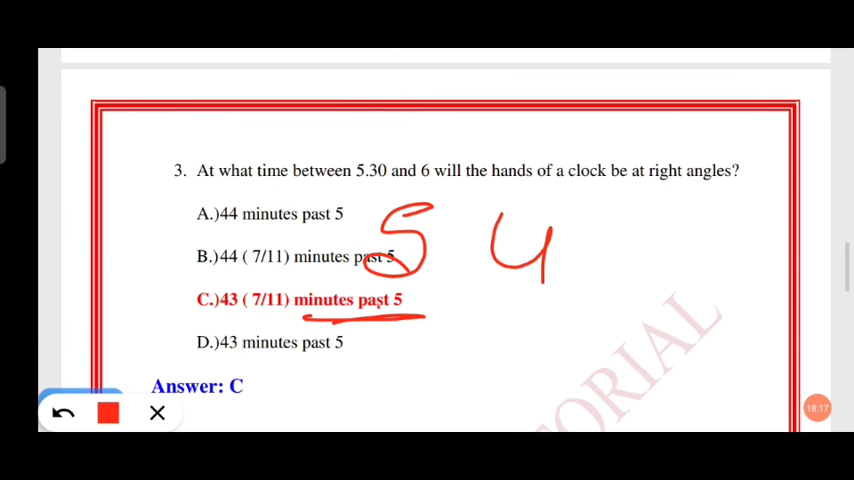 3. At what time between 5.30 and 6 will the hands of a clock be at right angles?
A.)44 minutes past 5
B.)44 ( 7/11) minutes past 5
C.)43 ( 7/11) minutes past 5
D.)43 minutes past 5
5 4
Answer: C
TORIAL
18:17